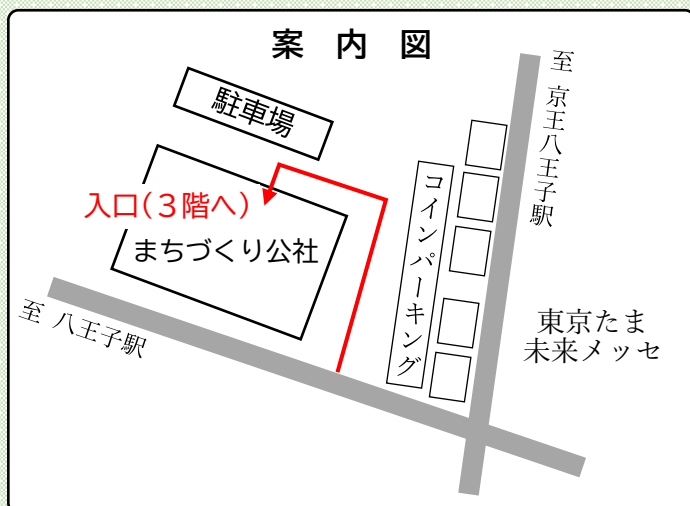 案 内 図
至 京王八王子駅
駐車場
コインパーキング
入口(３階へ)
まちづくり公社
至 八王子駅
東京たま
未来メッセ